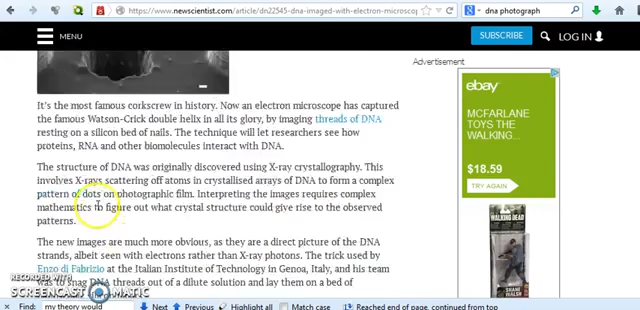 https://www.newscientist.com/article/dn22545-dna-imaged-with-electron-microscop
dna photograph
MENU
SUBSCRIBE
LOG IN
Advertisement
It's the most famous corkscrew in history. Now an electron microscope has captured
the famous Watson-Crick double helix in all its glory, by imaging threads of DNA
resting on a silicon bed of nails. The technique will let researchers see how
proteins, RNA and other biomolecules interact with DNA.
The structure of DNA was originally discovered using X-ray crystallography. This
involves X-rays scattering off atoms in crystallised arrays of DNA to form a complex
pattern of dots on photographic film. Interpreting the images requires complex
mathematics to figure out what crystal structure could give rise to the observed
patterns.
The new images are much more obvious, as they are a direct picture of the DNA
strands, albeit seen with electrons rather than X-ray photons. The trick used by
Enzo di Fabrizio at the Italian Institute of Technology in Genoa, Italy, and his team
was to snag DNA threads out of a dilute solution and lay them on a bed of
ebay
MCFARLANE
TOYS THE
WALKING...
$18.59
TRY AGAIN
WALKING DEAD
RECORDED WITH
SCREENCAST MATIC
Find: my theory would
Next
Previous
Highlight all
Match case
Reached end of page, continued from top